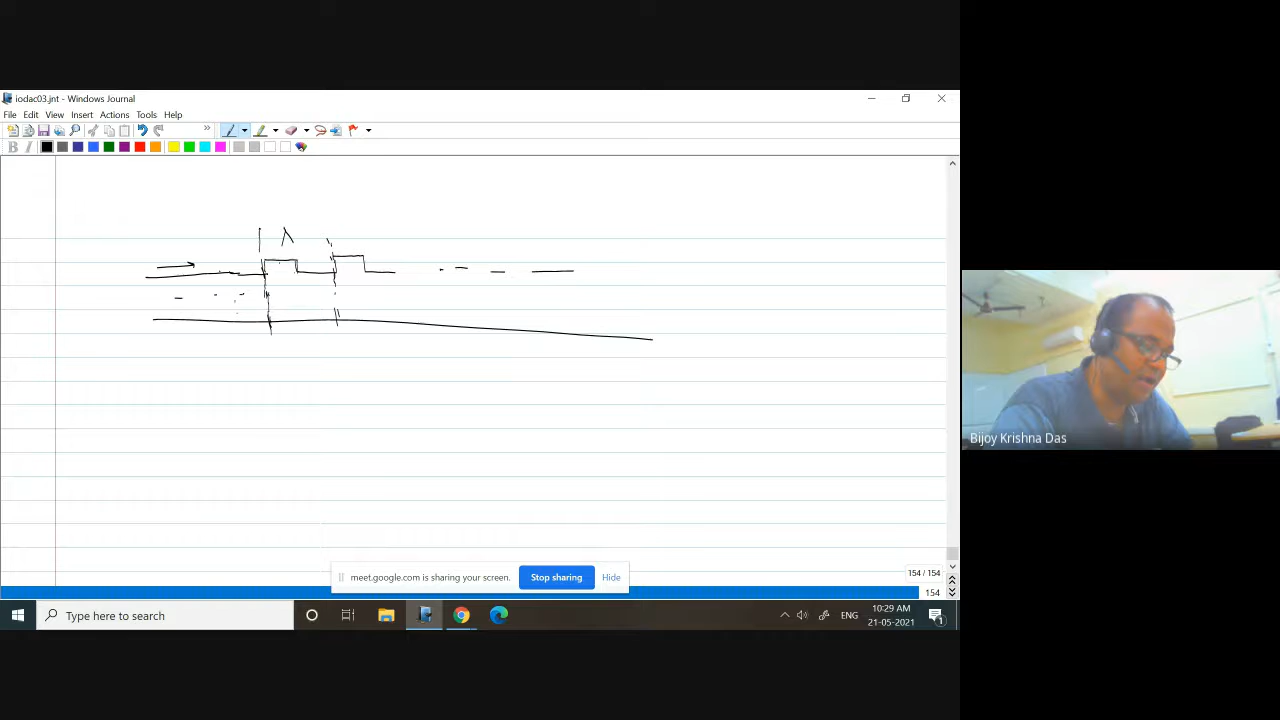 iodac03.jnt - Windows Journal
File Edit View Insert Actions Tools Help
B I
Λ
Bijoy Krishna Das
meet.google.com is sharing your screen. Stop sharing Hide
154 / 154
154
Type here to search
ENG
10:29 AM
21-05-2021
1